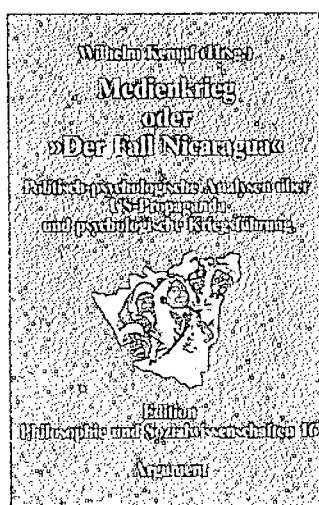 Wilhelm Kempf (Hrsg.)
Medienkrieg
oder
»Der Fall Nicaragua«
Politisch-psychologische Analysen über
US-Propaganda
und psychologische Kriegsführung
Edition
Philosophie und Sozialwissenschaften 16
Argument